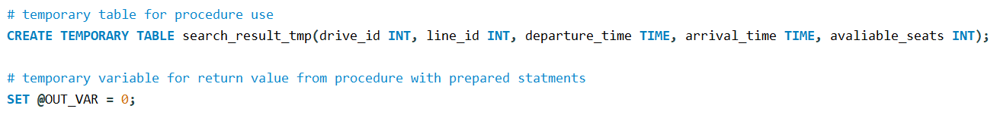 # temporary table for procedure use
CREATE TEMPORARY TABLE search_result_tmp(drive_id INT, line_id INT, departure_time TIME, arrival_time TIME, avaliable_seats INT);
# temporary variable for return value from procedure with prepared statments
SET @OUT_VAR = 0;